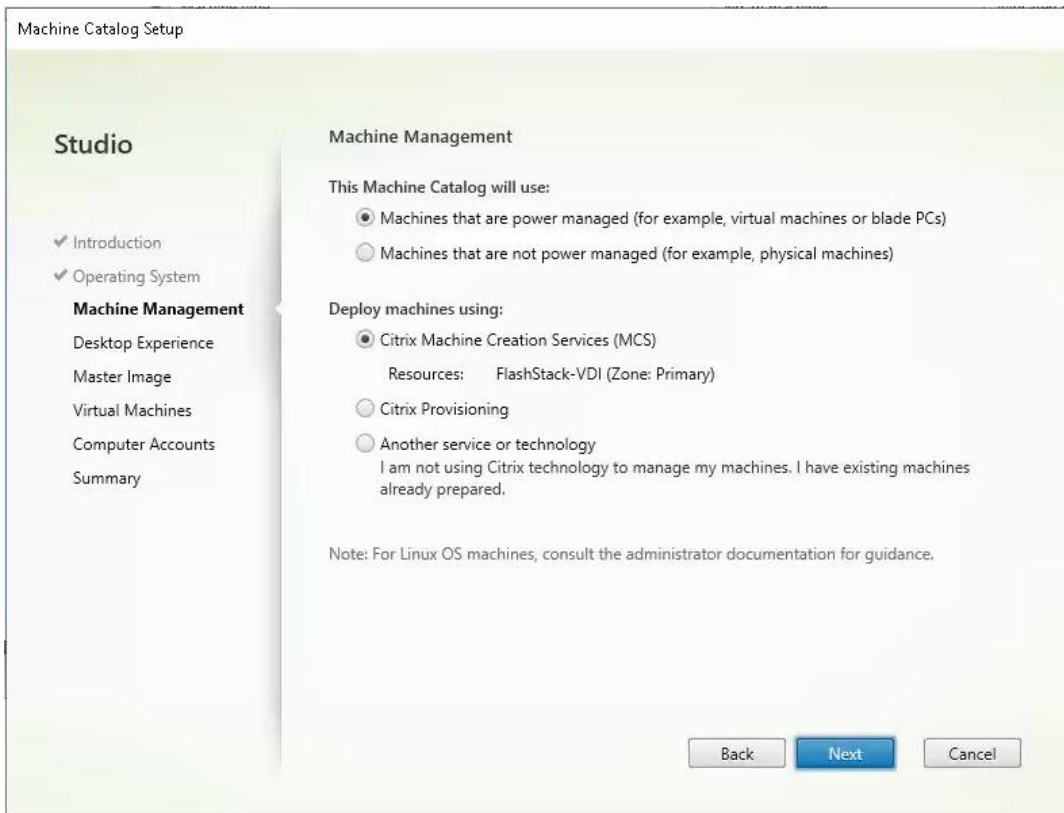 Machine Catalog Setup
Studio
✔ Introduction
✔ Operating System
Machine Management
Desktop Experience
Master Image
Virtual Machines
Computer Accounts
Summary
Machine Management
This Machine Catalog will use:
Machines that are power managed (for example, virtual machines or blade PCs)
Machines that are not power managed (for example, physical machines)
Deploy machines using:
Citrix Machine Creation Services (MCS)
Resources: FlashStack-VDI (Zone: Primary)
Citrix Provisioning
Another service or technology
I am not using Citrix technology to manage my machines. I have existing machines
already prepared.
Note: For Linux OS machines, consult the administrator documentation for guidance.
Back Next Cancel